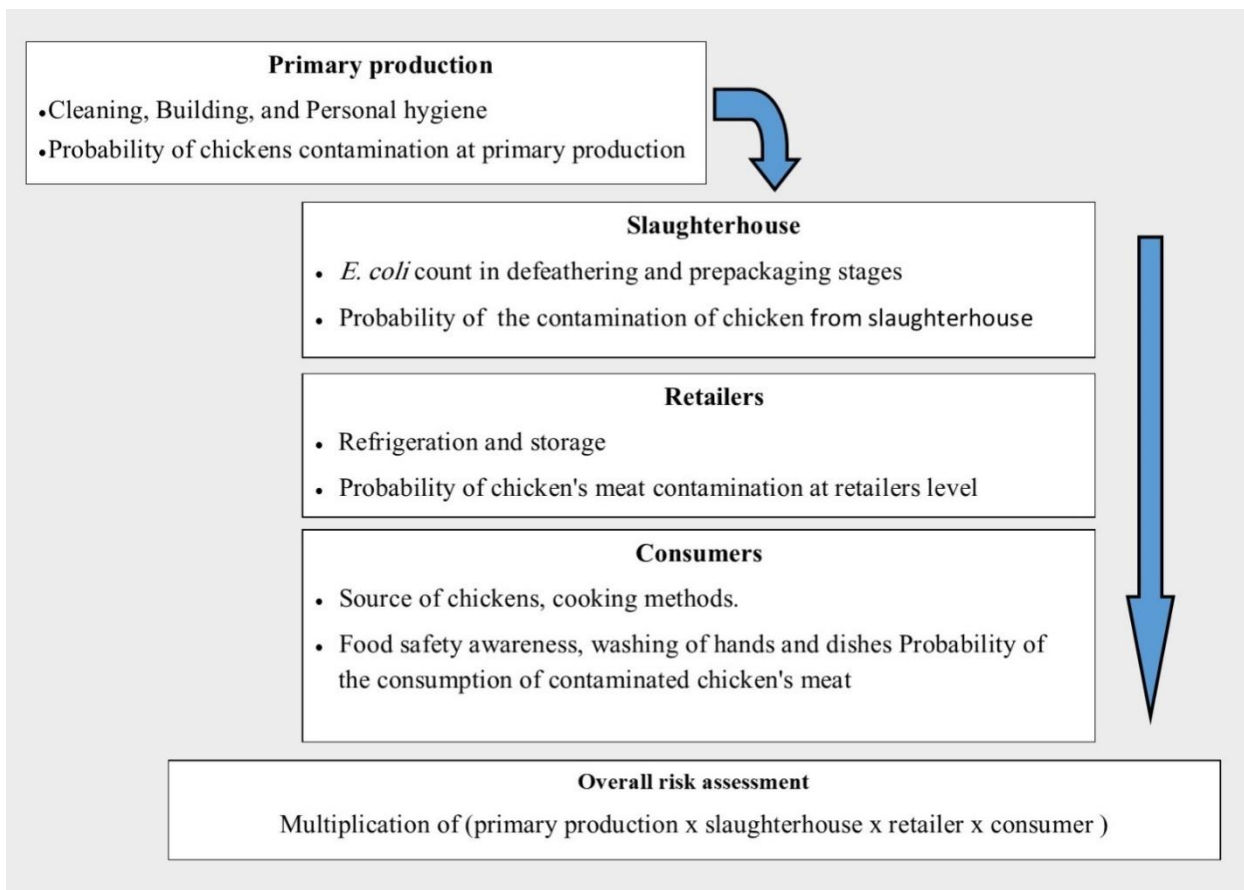 Primary production
•Cleaning, Building, and Personal hygiene
•Probability of chickens contamination at primary production
Slaughterhouse
• E. coli count in defeathering and prepackaging stages
• Probability of the contamination of chicken from slaughterhouse
Retailers
• Refrigeration and storage
• Probability of chicken's meat contamination at retailers level
Consumers
• Source of chickens, cooking methods.
• Food safety awareness, washing of hands and dishes Probability of
the consumption of contaminated chicken's meat
Overall risk assessment
Multiplication of (primary production x slaughterhouse x retailer x consumer )